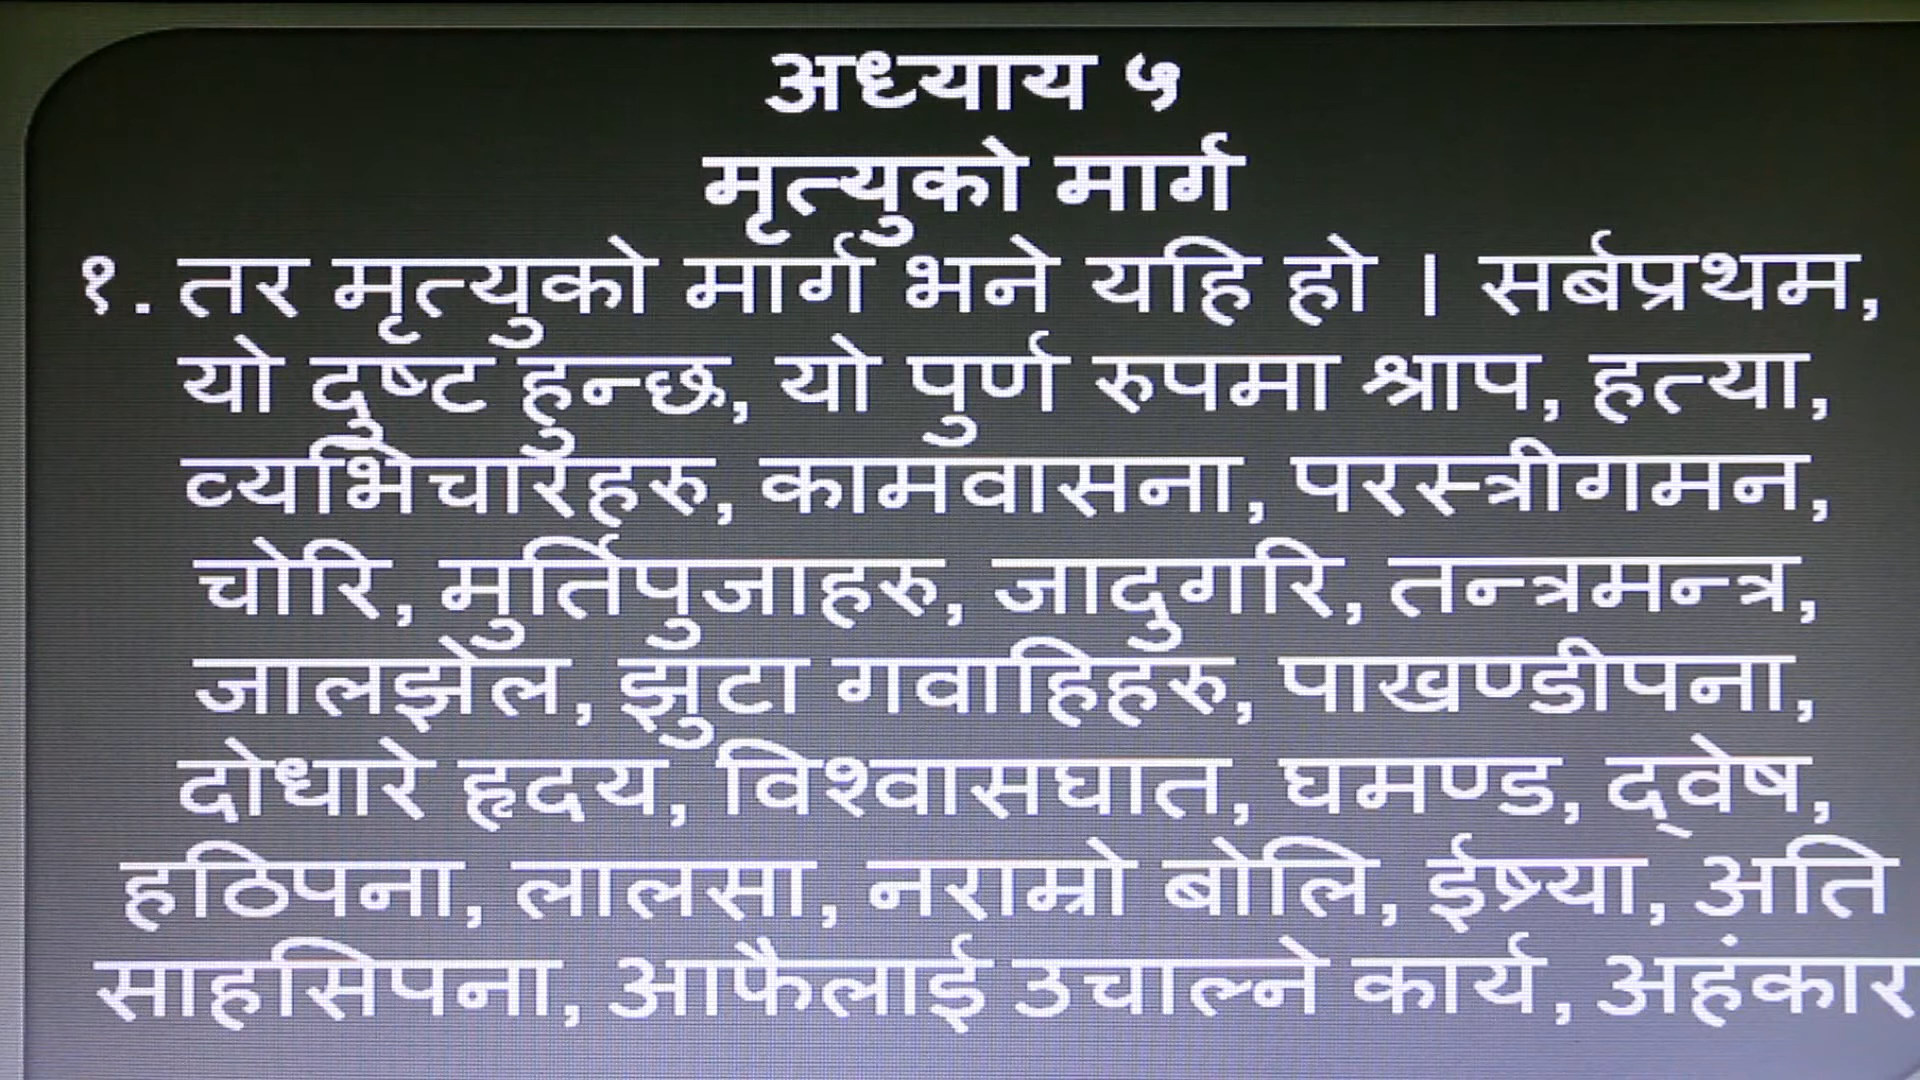 अध्याय ५
मृत्युको मार्ग
१. तर मृत्युको मार्ग भने यहि हो । सर्बप्रथम,
यो दुष्ट हुन्छ, यो पुर्ण रुपमा श्राप, हत्या,
व्यभिचारहरु, कामवासना, परस्त्रीगमन,
चोरि, मुर्तिपुजाहरु, जादुगरि, तन्त्रमन्त्र,
जालझेल, झुटा गवाहिहरु, पाखण्डीपना,
दोधारे हृदय, विश्वासघात, घमण्ड, द्वेष,
हठिपना, लालसा, नराम्रो बोलि, ईर्ष्या, अति
साहसिपना, आफैलाई उचाल्ने कार्य, अहंकार